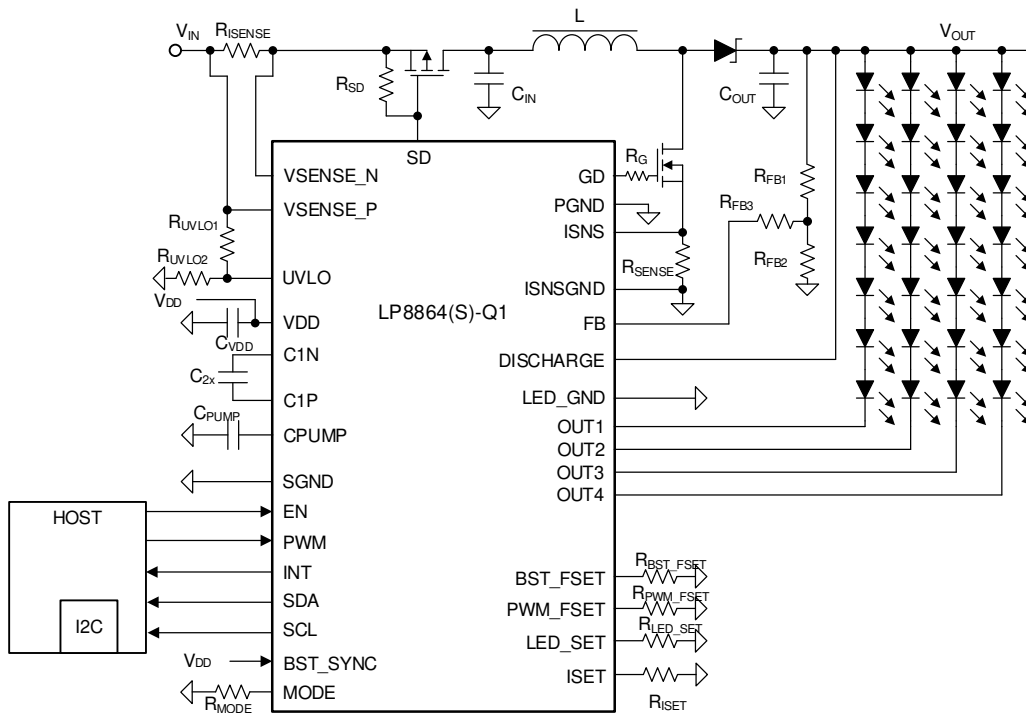 VIN
RISENSE
L
VOUT
RSD
CIN
COUT
SD
VSENSE_N
VSENSE_P
RUVLO1
RUVLO2
UVLO
VDD
VDD
CVDD
C1N
C2x
C1P
CPUMP
CPUMP
SGND
HOST
EN
PWM
INT
SDA
I2C
SCL
VDD
BST_SYNC
MODE
RMODE
LP8864(S)-Q1
GD
RG
PGND
ISNS
RSENSE
ISNSGND
FB
RFB1
RFB3
RFB2
DISCHARGE
LED_GND
OUT1
OUT2
OUT3
OUT4
BST_FSET
RBST_FSET
PWM_FSET
RPWM_FSET
LED_SET
RLED_SET
ISET
RISET